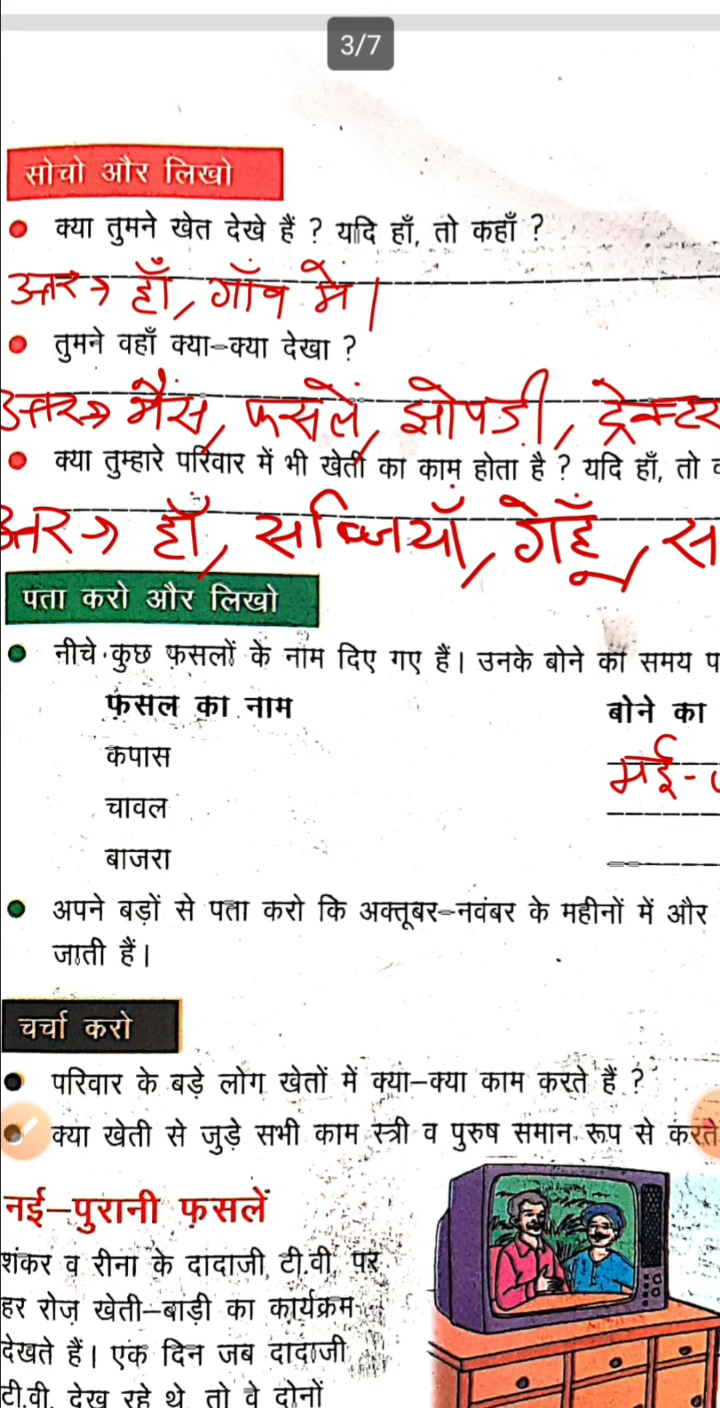 3/7
सोचो और लिखो
क्या तुमने खेत देखे हैं ? यदि हाँ, तो कहाँ ?
उत्तर→ हाँ, गाँव में।
तुमने वहाँ क्या-क्या देखा ?
उत्तर→ भैंस, फसलें, झोपडी, ट्रेक्टर
क्या तुम्हारे परिवार में भी खेती का काम होता है ? यदि हाँ, तो
उत्तर→ हाँ, सब्जियाँ, गेहूँ, स
पता करो और लिखो
नीचे कुछ फ़सलों के नाम दिए गए हैं। उनके बोने का समय प
फ़सल का नाम बोने का
कपास मई-
चावल
बाजरा
अपने बड़ों से पता करो कि अक्तूबर-नवंबर के महीनों में और
जाती हैं।
चर्चा करो
परिवार के बड़े लोग खेतों में क्या-क्या काम करते हैं ?
क्या खेती से जुड़े सभी काम स्त्री व पुरुष समान रूप से करते
नई-पुरानी फ़सलें
शंकर व रीना के दादाजी टी.वी. पर
हर रोज़ खेती-बाड़ी का कार्यक्रम
देखते हैं। एक दिन जब दादाजी
टी.वी. देख रहे थे तो वे दोनों